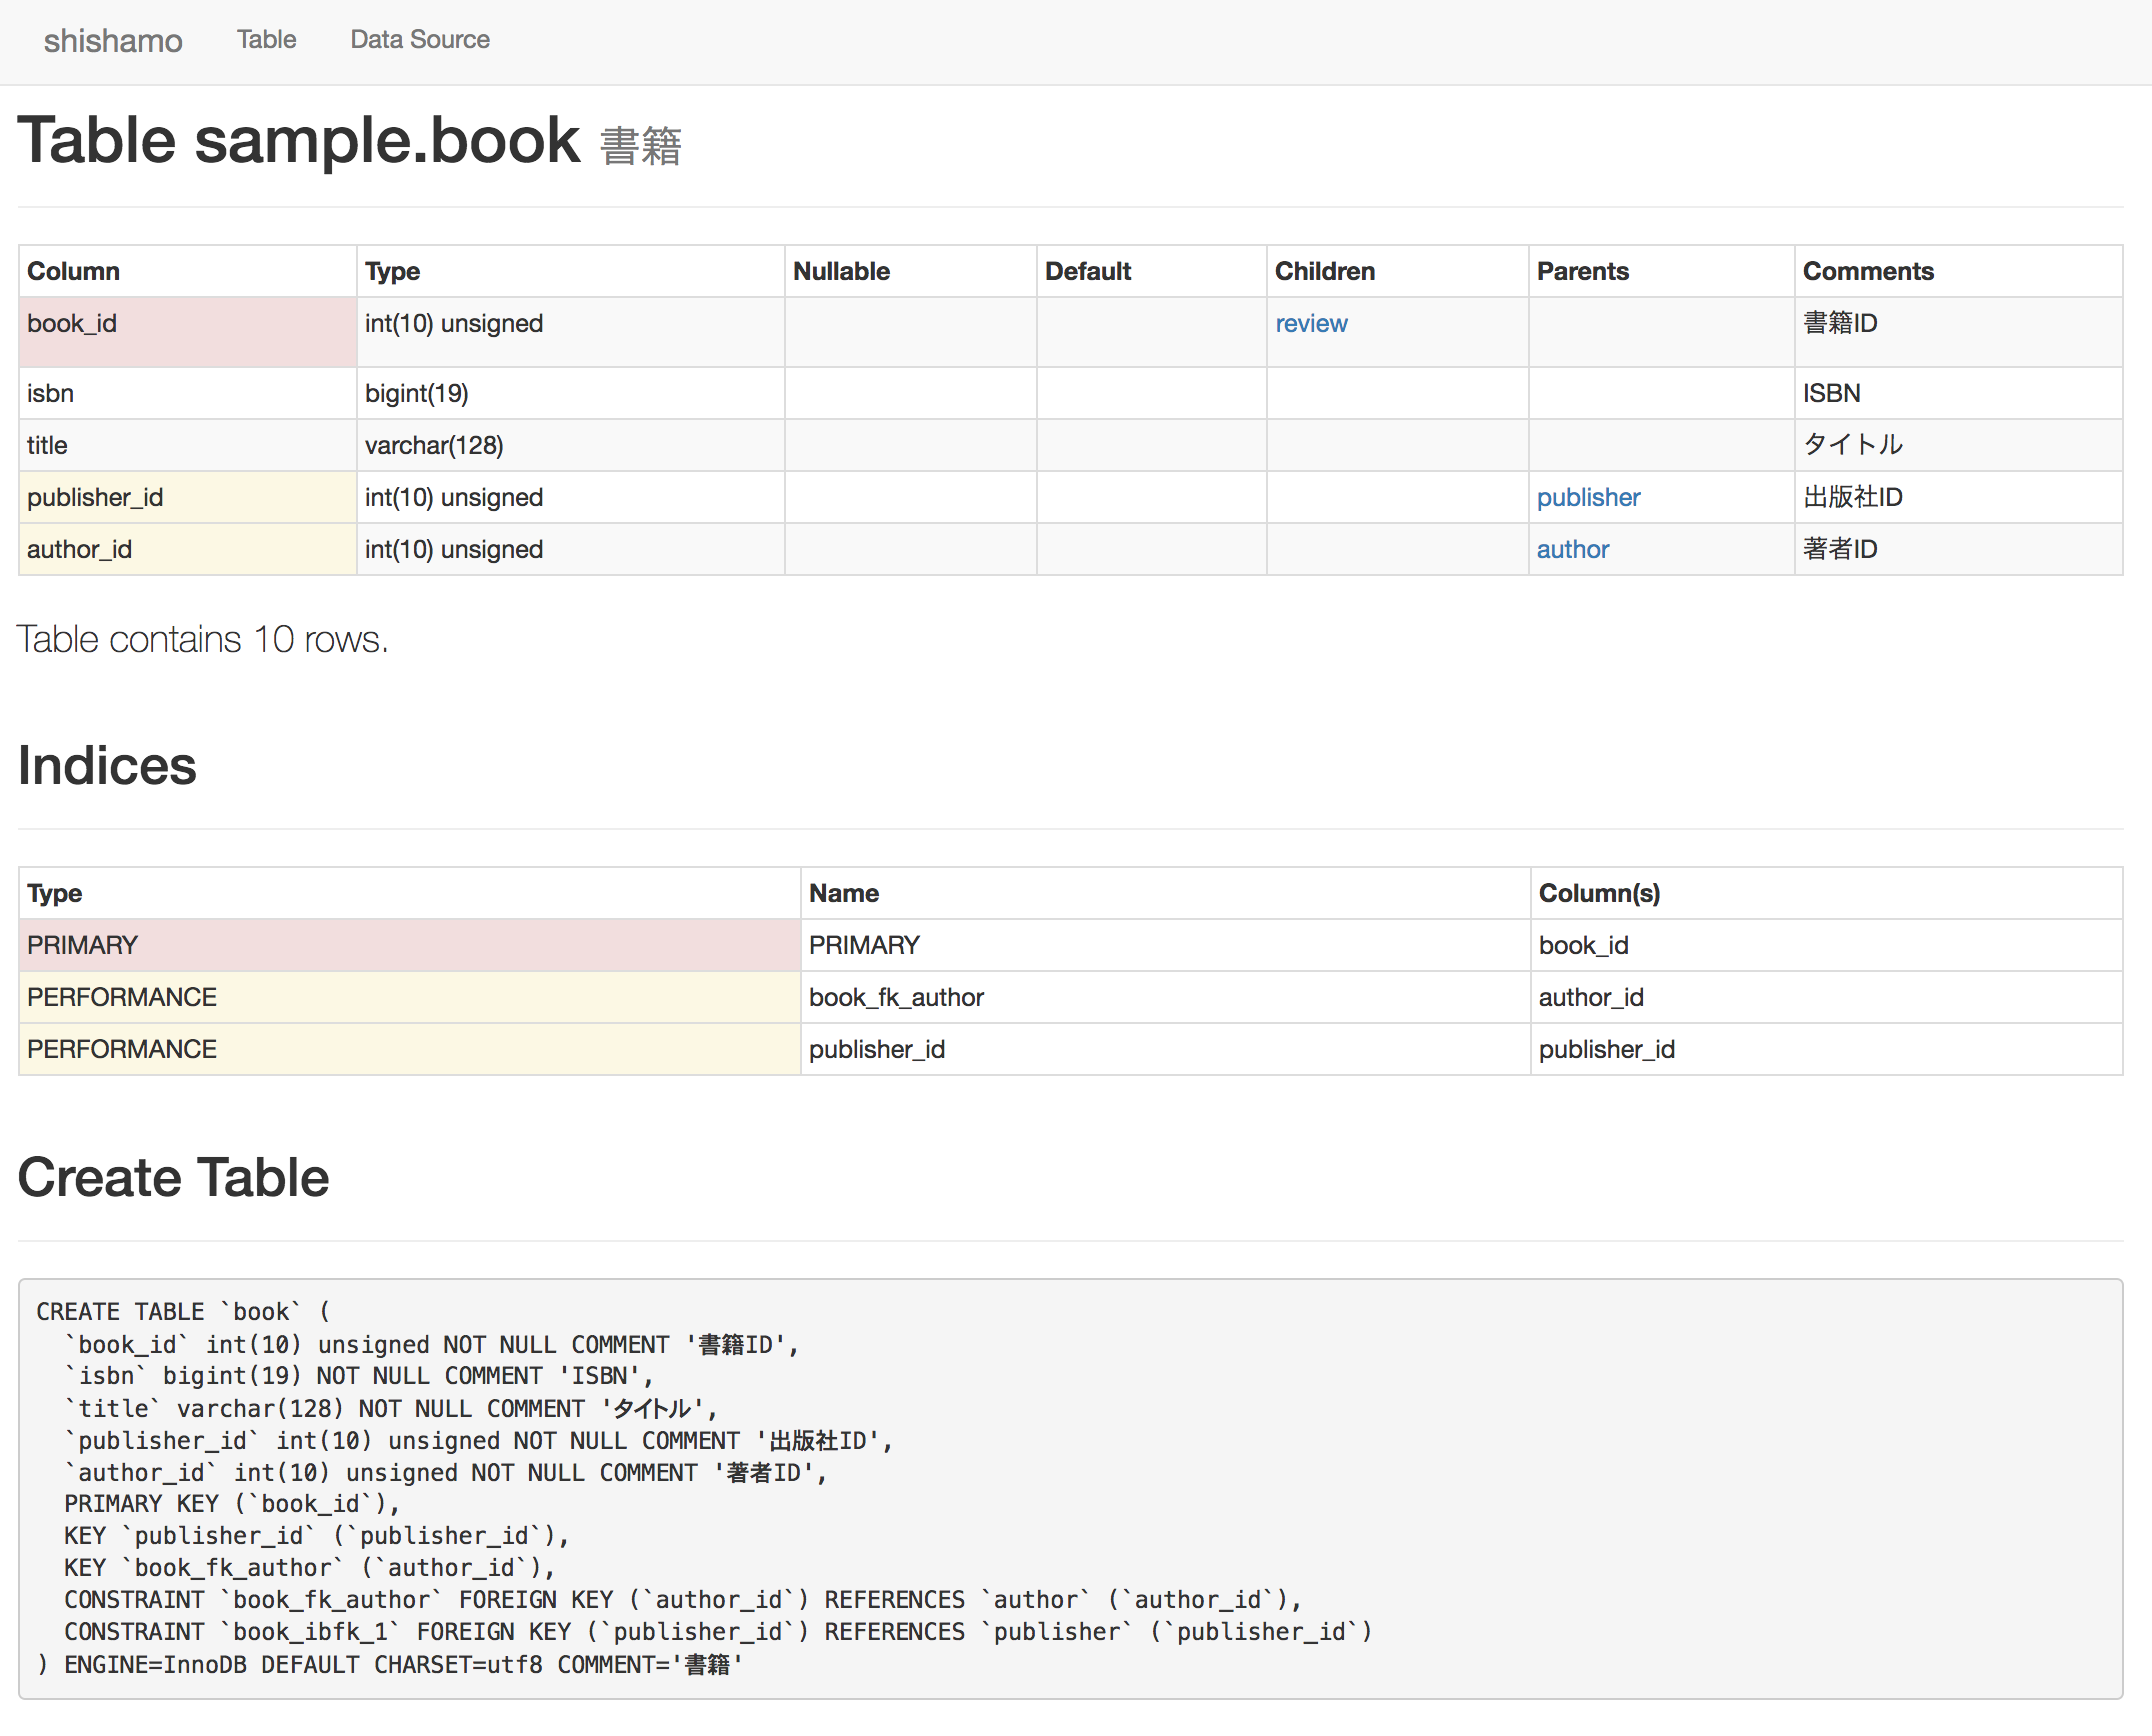 shishamo Table Data Source
Table sample.book 書籍
Column Type Nullable Default Children Parents Comments
book_id int(10) unsigned review 書籍ID
isbn bigint(19) ISBN
title varchar(128) タイトル
publisher_id int(10) unsigned publisher 出版社ID
author_id int(10) unsigned author 著者ID
Table contains 10 rows.
Indices
Type Name Column(s)
PRIMARY PRIMARY book_id
PERFORMANCE book_fk_author author_id
PERFORMANCE publisher_id publisher_id
Create Table
CREATE TABLE `book` (
  `book_id` int(10) unsigned NOT NULL COMMENT '書籍ID',
  `isbn` bigint(19) NOT NULL COMMENT 'ISBN',
  `title` varchar(128) NOT NULL COMMENT 'タイトル',
  `publisher_id` int(10) unsigned NOT NULL COMMENT '出版社ID',
  `author_id` int(10) unsigned NOT NULL COMMENT '著者ID',
  PRIMARY KEY (`book_id`),
  KEY `publisher_id` (`publisher_id`),
  KEY `book_fk_author` (`author_id`),
  CONSTRAINT `book_fk_author` FOREIGN KEY (`author_id`) REFERENCES `author` (`author_id`),
  CONSTRAINT `book_ibfk_1` FOREIGN KEY (`publisher_id`) REFERENCES `publisher` (`publisher_id`)
) ENGINE=InnoDB DEFAULT CHARSET=utf8 COMMENT='書籍'